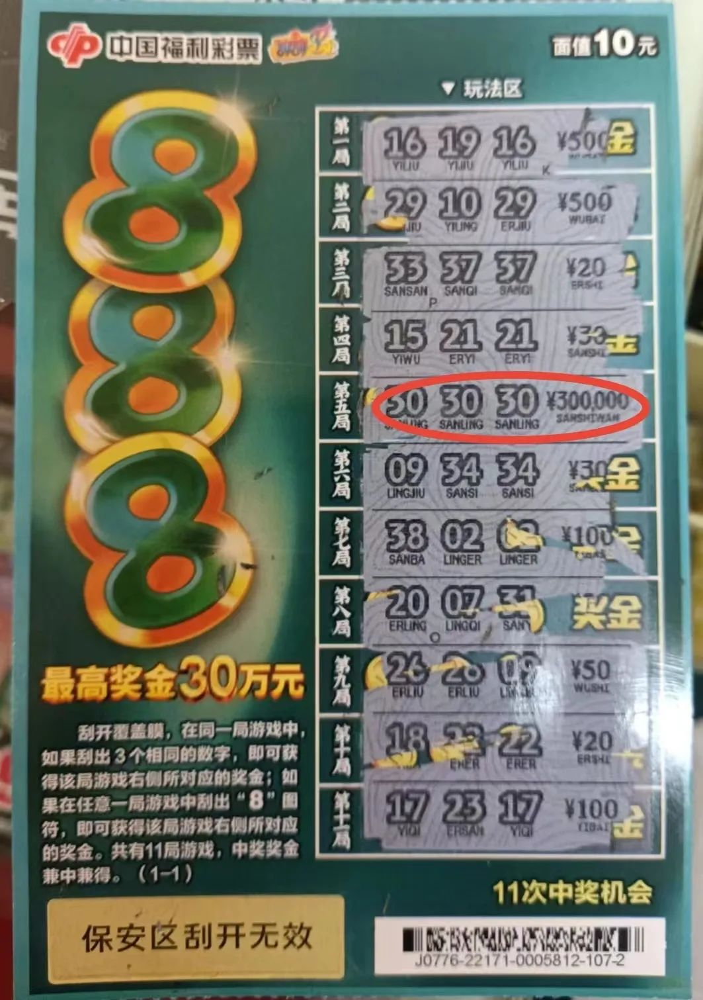 中国福利彩票 刮刮乐
面值10元
▼ 玩法区
8
8
8
第一局 16 19 16 ¥500 金
YILIU YIJIU YILIU
K
第二局 29 10 29 ¥500
JIU YILING ERJIU WUBAI
第三局 33 37 37 ¥20
SANSAN SANQI SANQI ERSHI
P
第四局 15 21 21 ¥30
YIWU ERYI ERYI SANSHI
第五局 30 30 30 ¥300,000
SANLING SANLING SANLING SANSHIWAN
第六局 09 34 34 ¥30 金
LINGJIU SANSI SANSI
第七局 38 02 02 ¥100
SANBA LINGER LINGER
第八局 20 07 31 奖金
ERLING LINGQI SANY
O
第九局 26 26 09 ¥50
ERLIU ERLIU WUSHI
第十局 18 22 22 ¥20
ERER ERER ERSHI
第十一局 17 23 17 ¥100 金
YIQI ERSAN YIQI YIBAI
最高奖金30万元
刮开覆盖膜，在同一局游戏中，
如果刮出3个相同的数字，即可获
得该局游戏右侧所对应的奖金；如
果在任意一局游戏中刮出“8”图
符，即可获得该局游戏右侧所对应
的奖金。共有11局游戏，中奖奖金
兼中兼得。（1-1）
11次中奖机会
保安区刮开无效
J0776-22171-0005812-107-2